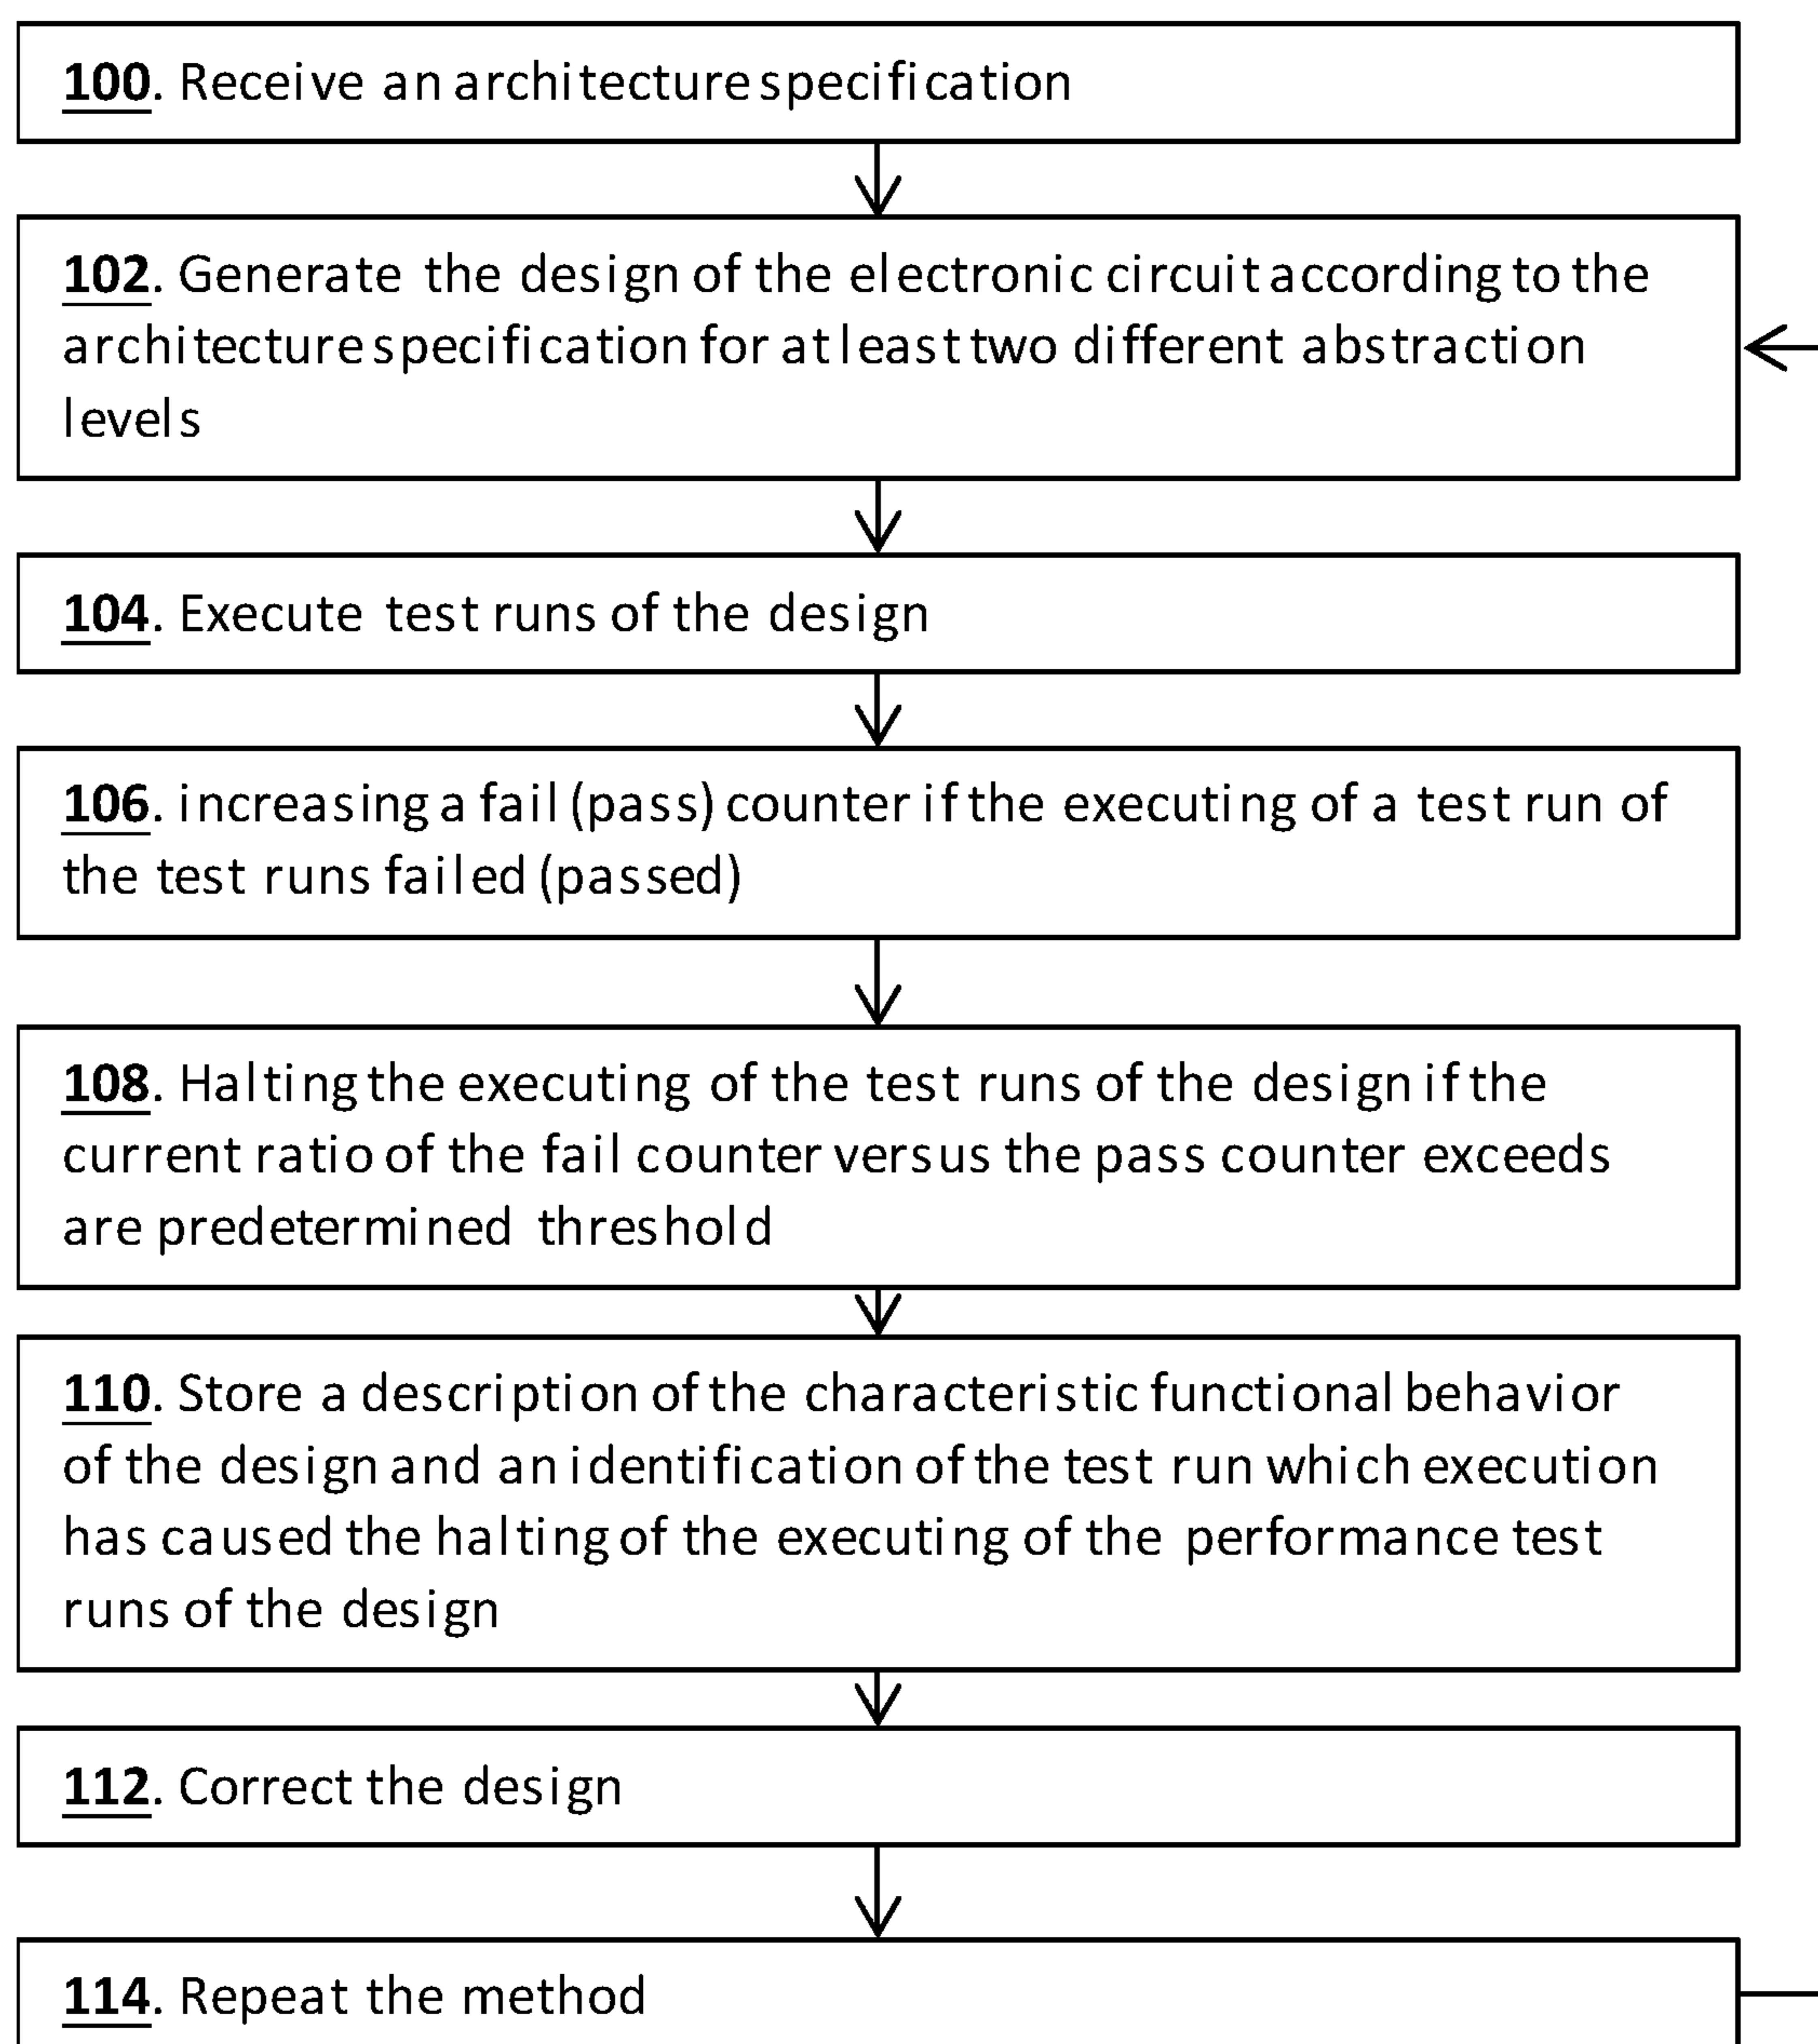 100. Receive an architecture specification
102. Generate the design of the electronic circuit according to the
architecture specification for at least two different abstraction
levels
104. Execute test runs of the design
106. increasing a fail (pass) counter if the executing of a test run of
the test runs failed (passed)
108. Halting the executing of the test runs of the design if the
current ratio of the fail counter versus the pass counter exceeds
are predetermined threshold
110. Store a description of the characteristic functional behavior
of the design and an identification of the test run which execution
has caused the halting of the executing of the performance test
runs of the design
112. Correct the design
114. Repeat the method